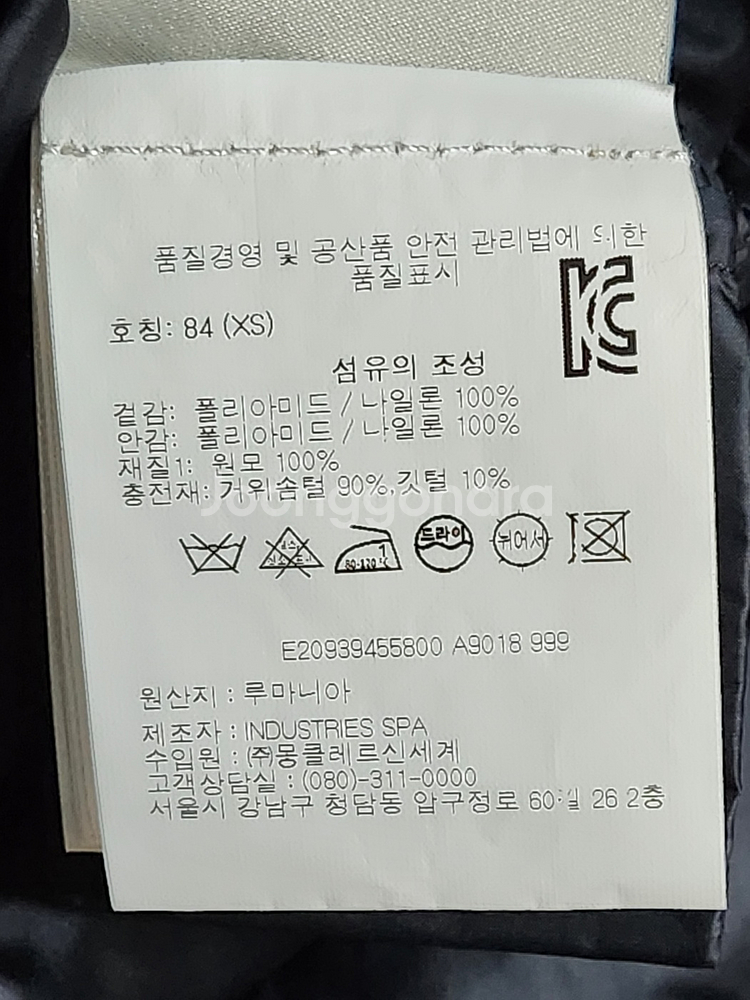 품질경영 및 공산품 안전 관리법에 의한
품질표시
KC
호칭: 84 (XS)
섬유의 조성
겉감: 폴리아미드 / 나일론 100%
안감: 폴리아미드 / 나일론 100%
재질1: 원모 100%
충전재: 거위솜털 90%,깃털 10%
Joonggonara
1
80-120℃
드라이
뉘어서
E20939455800 A9018 999
원산지 : 루마니아
제조자 : INDUSTRIES SPA
수입원 : (주)몽클레르신세계
고객상담실 : (080)-311-0000
서울시 강남구 청담동 압구정로 60길 26 2층